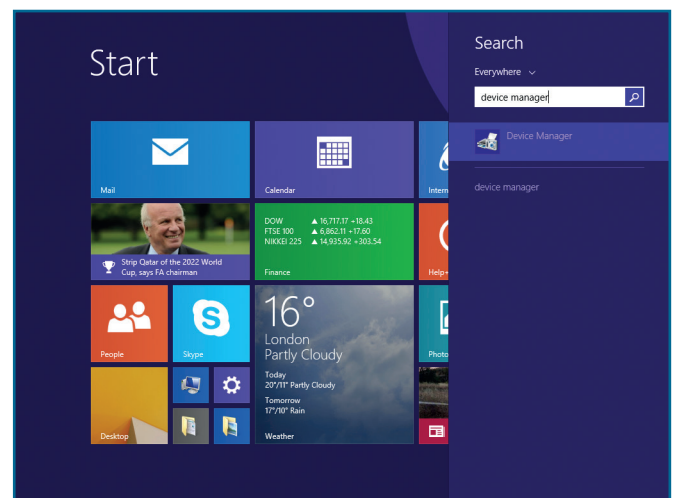 Start
Mail
Calendar
Intern
Strip Qatar of the 2022 World
Cup, says FA chairman
DOW ▲ 16,717.17 +18.43
FTSE 100 ▲ 6,862.11 +17.60
NIKKEI 225 ▲ 14,935.92 +303.54
Finance
Help+
People
Skype
16°
London
Partly Cloudy
Today
20°/11° Partly Cloudy
Tomorrow
17°/10° Rain
Weather
Photo
Desktop
Search
Everywhere
device manager
Device Manager
device manager